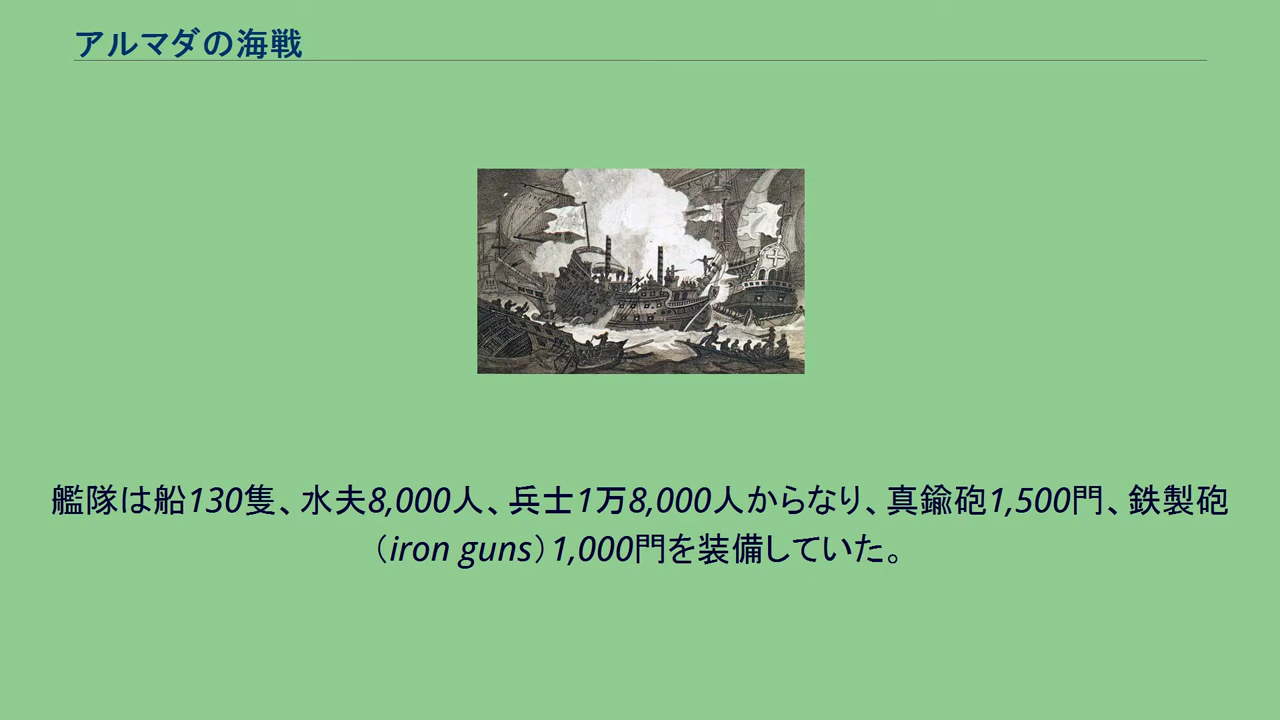 アルマダの海戦
艦隊は船130隻、水夫8,000人、兵士1万8,000人からなり、真鍮砲1,500門、鉄製砲
（iron guns）1,000門を装備していた。